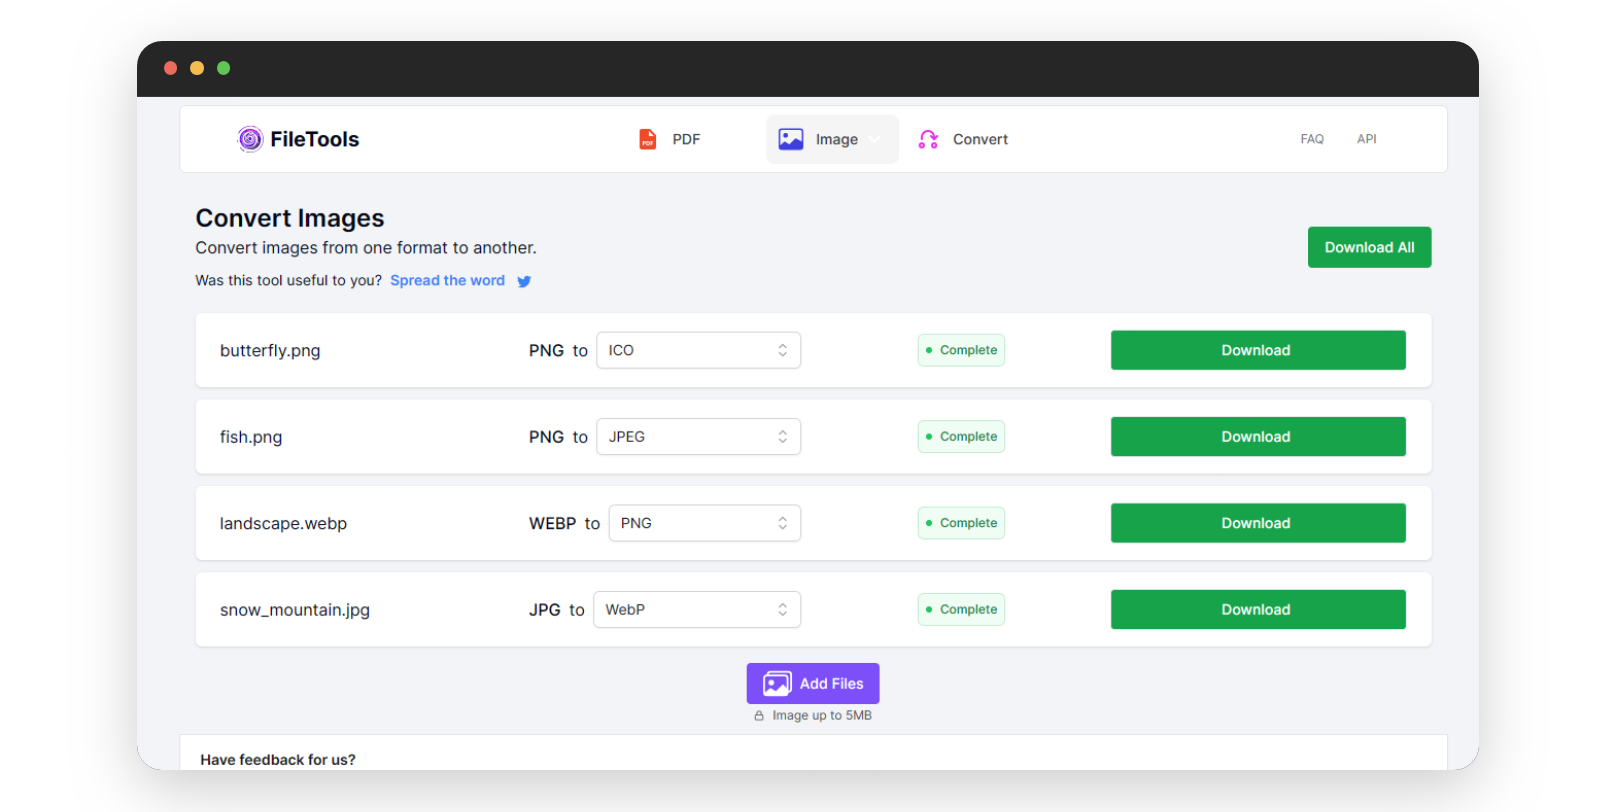 FileTools
PDF
PDF
Image
Convert
FAQ
API
Convert Images
Convert images from one format to another.
Was this tool useful to you? Spread the word
Download All
butterfly.png
PNG to
ICO
Complete
Download
fish.png
PNG to
JPEG
Complete
Download
landscape.webp
WEBP to
PNG
Complete
Download
snow_mountain.jpg
JPG to
WebP
Complete
Download
Add Files
Image up to 5MB
Have feedback for us?